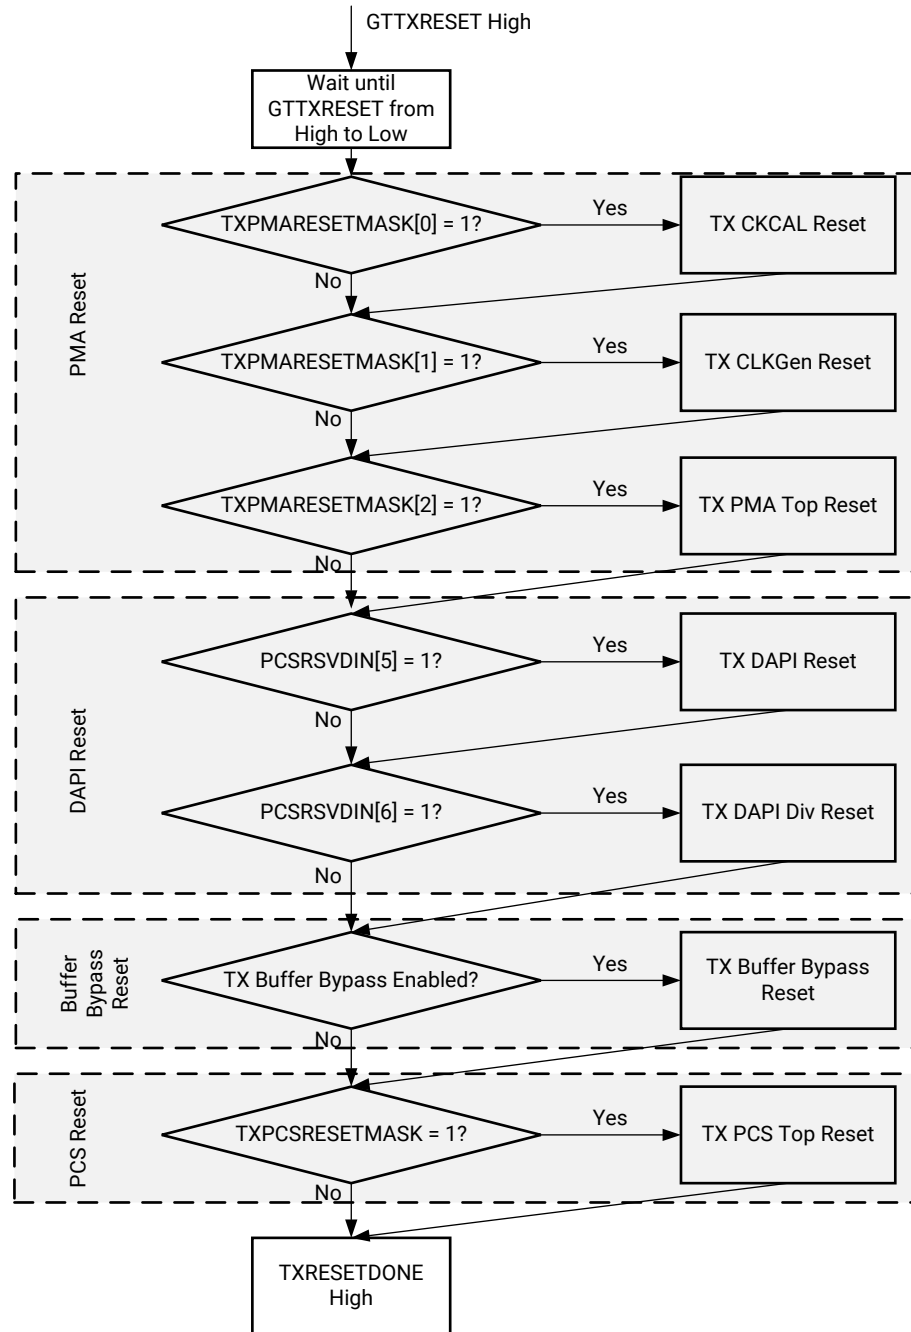 GTTXRESET High
Wait until
GTTXRESET from
High to Low
PMA Reset
TXPMARESETMASK[0] = 1?
Yes
TX CKCAL Reset
No
TXPMARESETMASK[1] = 1?
Yes
TX CLKGen Reset
No
TXPMARESETMASK[2] = 1?
Yes
TX PMA Top Reset
No
DAPI Reset
PCSRSVDIN[5] = 1?
Yes
TX DAPI Reset
No
PCSRSVDIN[6] = 1?
Yes
TX DAPI Div Reset
No
Buffer
Bypass
Reset
TX Buffer Bypass Enabled?
Yes
TX Buffer Bypass
Reset
No
PCS Reset
TXPCSRESETMASK = 1?
Yes
TX PCS Top Reset
No
TXRESETDONE
High